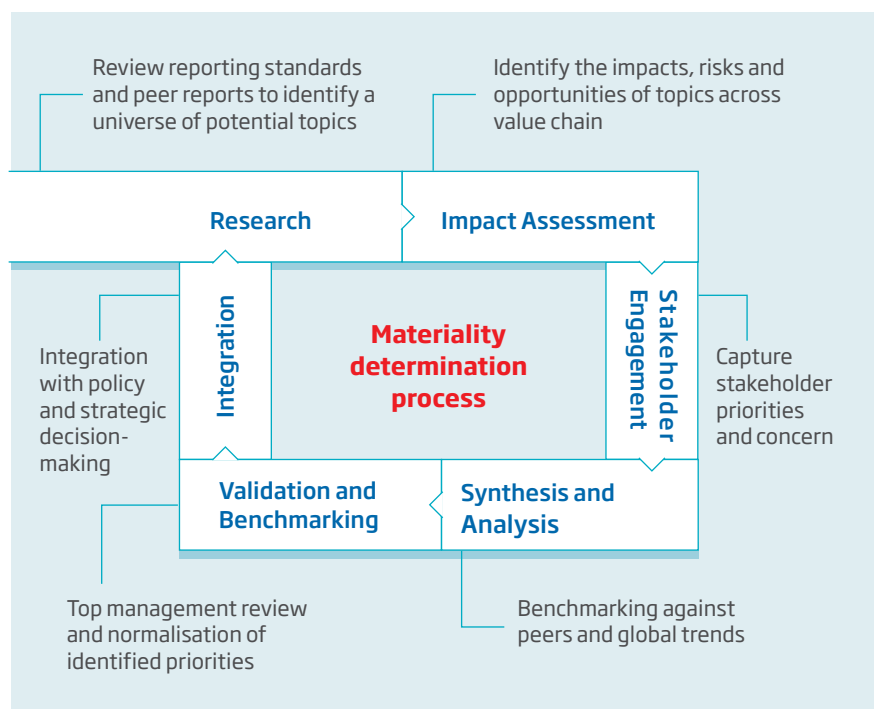 Review reporting standards
and peer reports to identify a
universe of potential topics
Identify the impacts, risks and
opportunities of topics across
value chain
Research
Impact Assessment
Stakeholder
Engagement
Capture
stakeholder
priorities
and concern
Synthesis and
Analysis
Benchmarking against
peers and global trends
Validation and
Benchmarking
Top management review
and normalisation of
identified priorities
Integration
Integration
with policy
and strategic
decision-
making
Materiality
determination
process